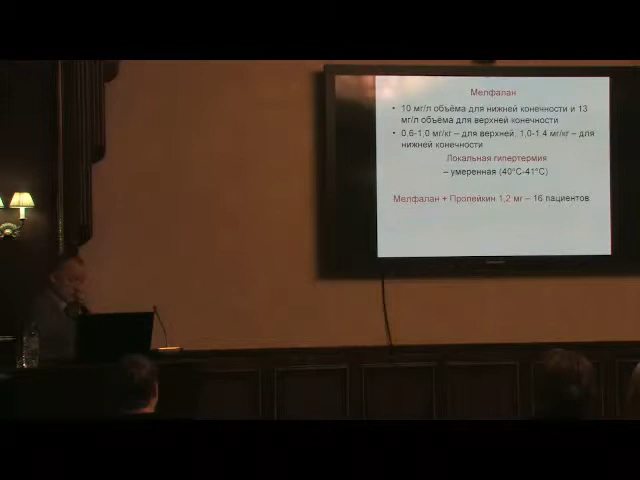 Мелфалан
• 10 мг/л объёма для нижней конечности и 13
мг/л объёма для верхней конечности
• 0,6-1,0 мг/кг – для верхней, 1,0-1,4 мг/кг – для
нижней конечности
Локальная гипертермия
– умеренная (40°С-41°С)
Мелфалан + Пролейкин 1,2 мг – 16 пациентов